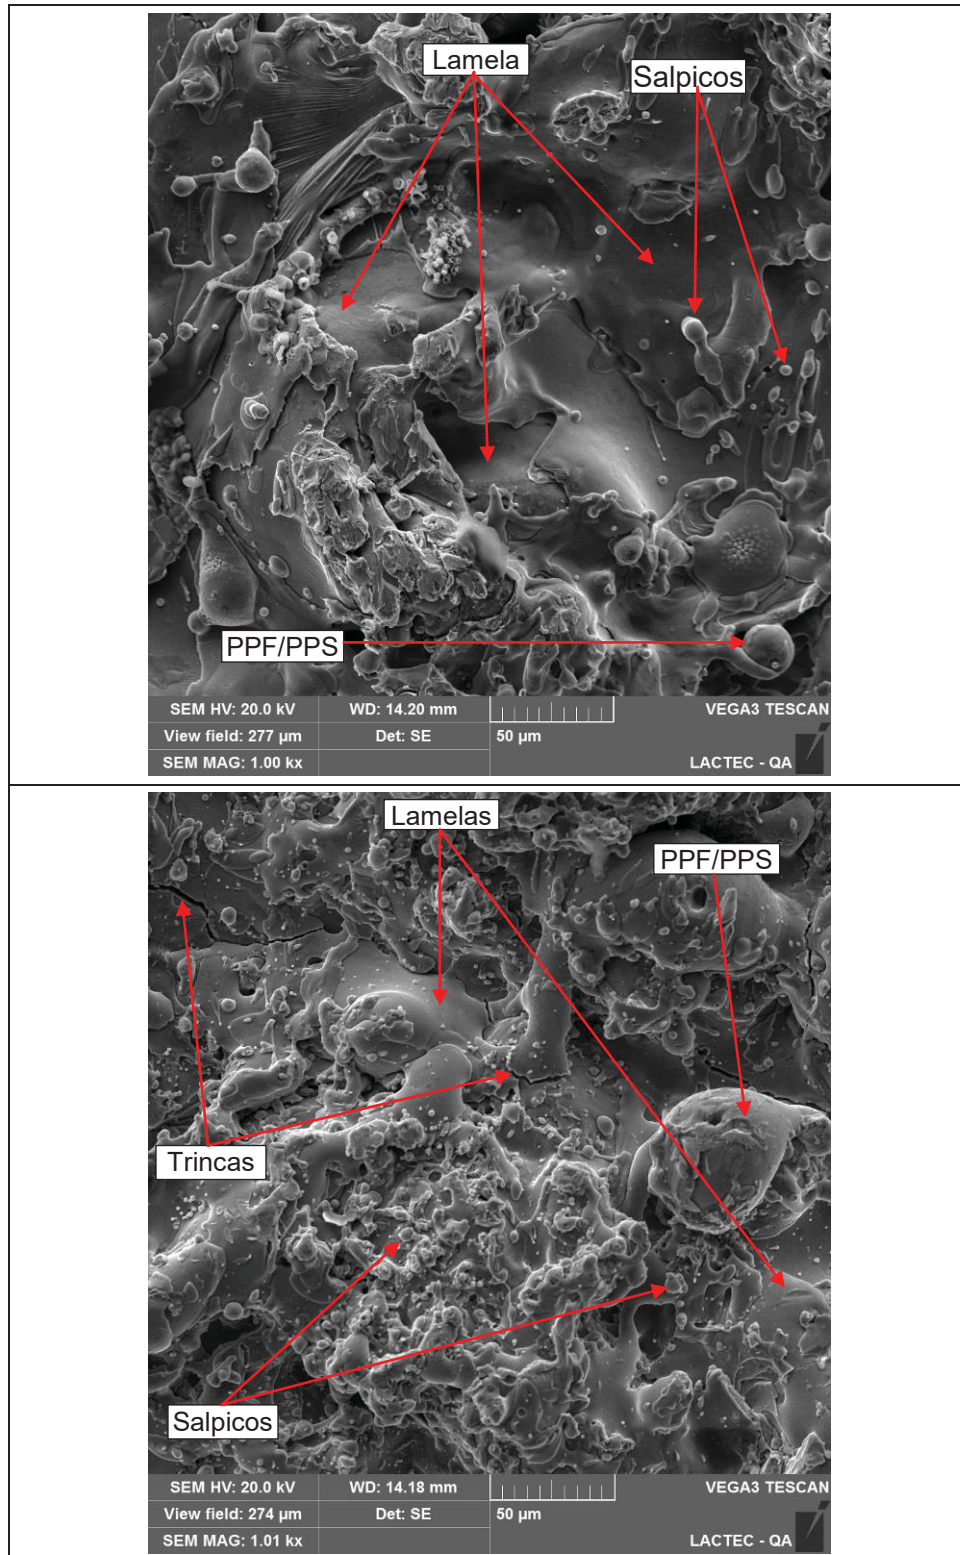 Lamela
Salpicos
PPF/PPS
SEM HV: 20.0 kV
WD: 14.20 mm
VEGA3 TESCAN
View field: 277 µm
Det: SE
50 µm
SEM MAG: 1.00 kx
LACTEC - QA
Lamelas
PPF/PPS
Trincas
Salpicos
SEM HV: 20.0 kV
WD: 14.18 mm
VEGA3 TESCAN
View field: 274 µm
Det: SE
50 µm
SEM MAG: 1.01 kx
LACTEC - QA